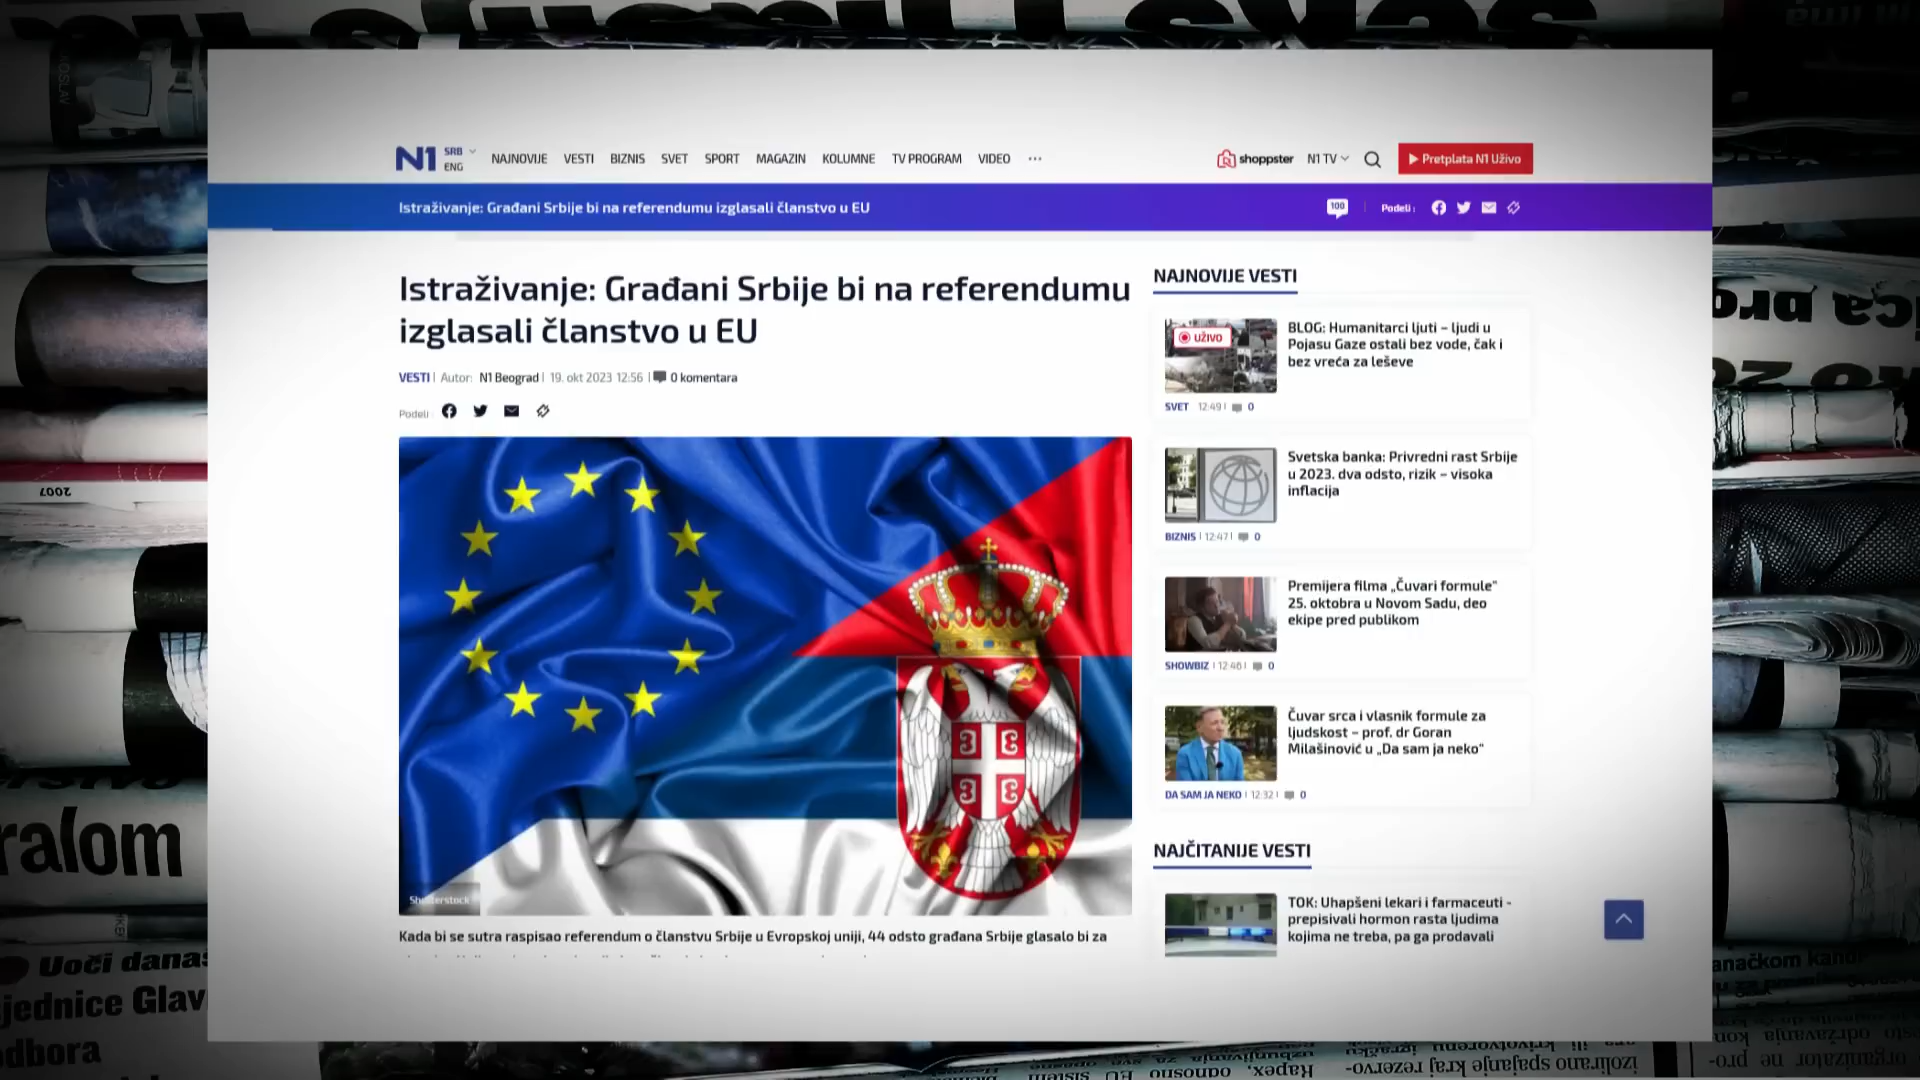 N1 SRB
ENG
NAJNOVIJE VESTI BIZNIS SVET SPORT MAGAZIN KOLUMNE TV PROGRAM VIDEO ...
shoppster N1 TV Pretplata N1 Uživo
Istraživanje: Građani Srbije bi na referendumu izglasali članstvo u EU
100 Podeli :
Istraživanje: Građani Srbije bi na referendumu
izglasali članstvo u EU
VESTI | Autor: N1 Beograd | 19. okt 2023 12:56 | 0 komentara
Podeli
Shutterstock
Kada bi se sutra raspisao referendum o članstvu Srbije u Evropskoj uniji, 44 odsto građana Srbije glasalo bi za
NAJNOVIJE VESTI
UŽIVO
BLOG: Humanitarci ljuti – ljudi u
Pojasu Gaze ostali bez vode, čak i
bez vreća za leševe
SVET 12:49 | 0
Svetska banka: Privredni rast Srbije
u 2023. dva odsto, rizik – visoka
inflacija
BIZNIS | 12:47 | 0
Premijera filma „Čuvari formule“
25. oktobra u Novom Sadu, deo
ekipe pred publikom
SHOWBIZ | 12:46 | 0
Čuvar srca i vlasnik formule za
ljudskost – prof. dr Goran
Milašinović u „Da sam ja neko“
DA SAM JA NEKO | 12:32 | 0
NAJČITANIJE VESTI
TOK: Uhapšeni lekari i farmaceuti -
prepisivali hormon rasta ljudima
kojima ne treba, pa ga prodavali
2007
ralom
Uoči
jednice Glav
dbora